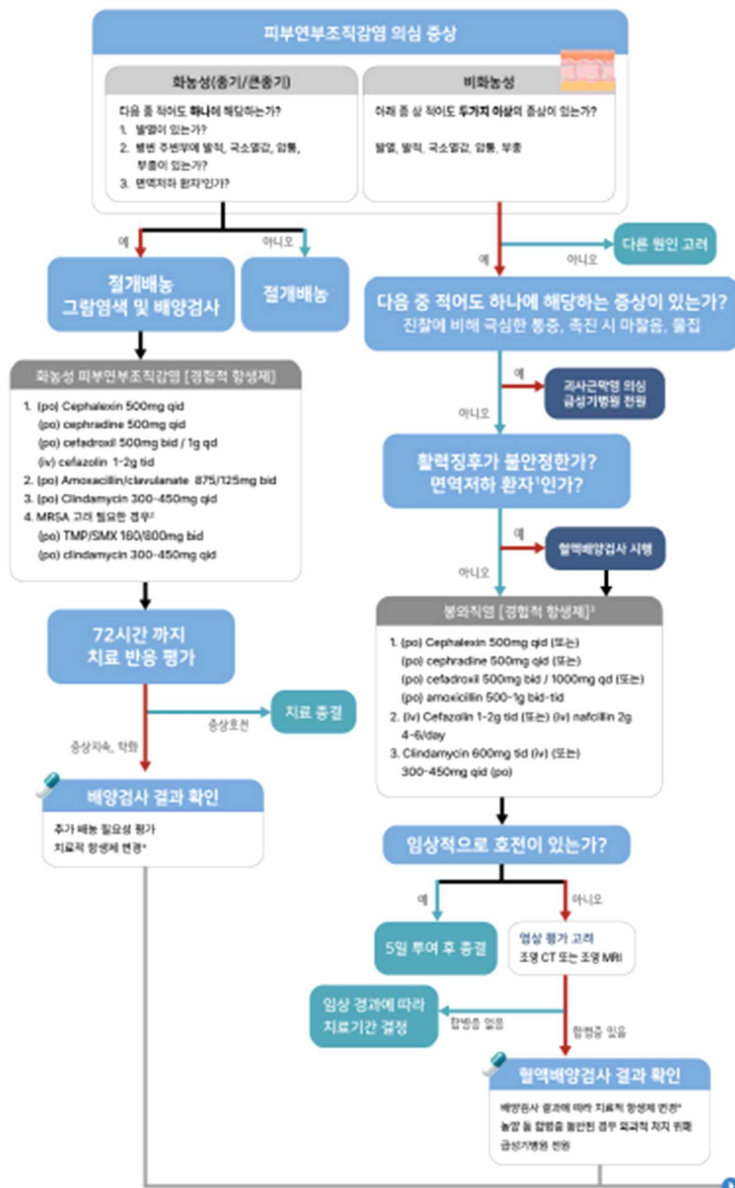 피부연부조직감염 의심 증상
화농성(종기/큰종기)
다음 중 적어도 하나에 해당하는가?
1. 발열이 있는가?
2. 병변 주변부에 발적, 국소열감, 압통,
부종이 있는가?
3. 면역저하 환자¹인가?
비화농성
아래 증상 적어도 두가지 이상의 증상이 있는가?
발열, 발적, 국소열감, 압통, 부종
예
아니오
절개배농
그람염색 및 배양검사
절개배농
예
아니오
다른 원인 고려
다음 중 적어도 하나에 해당하는 증상이 있는가?
진찰에 비해 극심한 통증, 촉진 시 마찰음, 물집
예
괴사근막염 의심
급성기병원 전원
아니오
화농성 피부연부조직감염 [경험적 항생제]
1. (po) Cephalexin 500mg qid
(po) cephradine 500mg qid
(po) cefadroxil 500mg bid / 1g qd
(iv) cefazolin 1-2g tid
2. (po) Amoxacillin/clavulanate 875/125mg bid
3. (po) Clindamycin 300-450mg qid
4. MRSA 고려 필요한 경우²
(po) TMP/SMX 160/800mg bid
(po) clindamycin 300-450mg qid
활력징후가 불안정한가?
면역저하 환자¹인가?
예
혈액배양검사 시행
아니오
72시간 까지
치료 반응 평가
증상호전
치료 종결
증상지속, 악화
배양검사 결과 확인
추가 배농 필요성 평가
치료적 항생제 변경⁴
봉와직염 [경험적 항생제]³
1. (po) Cephalexin 500mg qid (또는)
(po) cephradine 500mg qid (또는)
(po) cefadroxil 500mg bid / 1000mg qd (또는)
(po) amoxicillin 500-1g bid-tid
2. (iv) Cefazolin 1-2g tid (또는) (iv) nafcillin 2g
4-6/day
3. Clindamycin 600mg tid (iv) (또는)
300-450mg qid (po)
임상적으로 호전이 있는가?
예
아니오
5일 투여 후 종결
영상 평가 고려
조영 CT 또는 조영 MRI
임상 경과에 따라
치료기간 결정
합병증 없음
합병증 있음
혈액배양검사 결과 확인
배양검사 결과에 따라 치료적 항생제 변경⁴
농양 등 합병증 동반된 경우 외과적 처치 위해
급성기병원 전원